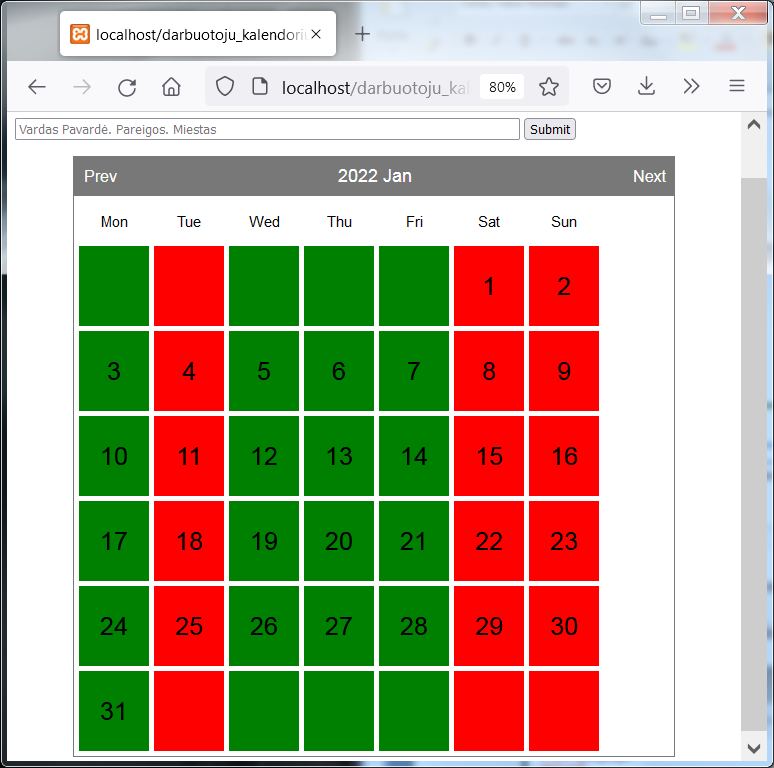 localhost/darbuotoju_kalendori
localhost/darbuotoju_kal
80%
Vardas Pavardė. Pareigos. Miestas
Submit
Prev 2022 Jan Next
Mon Tue Wed Thu Fri Sat Sun
1 2
3 4 5 6 7 8 9
10 11 12 13 14 15 16
17 18 19 20 21 22 23
24 25 26 27 28 29 30
31